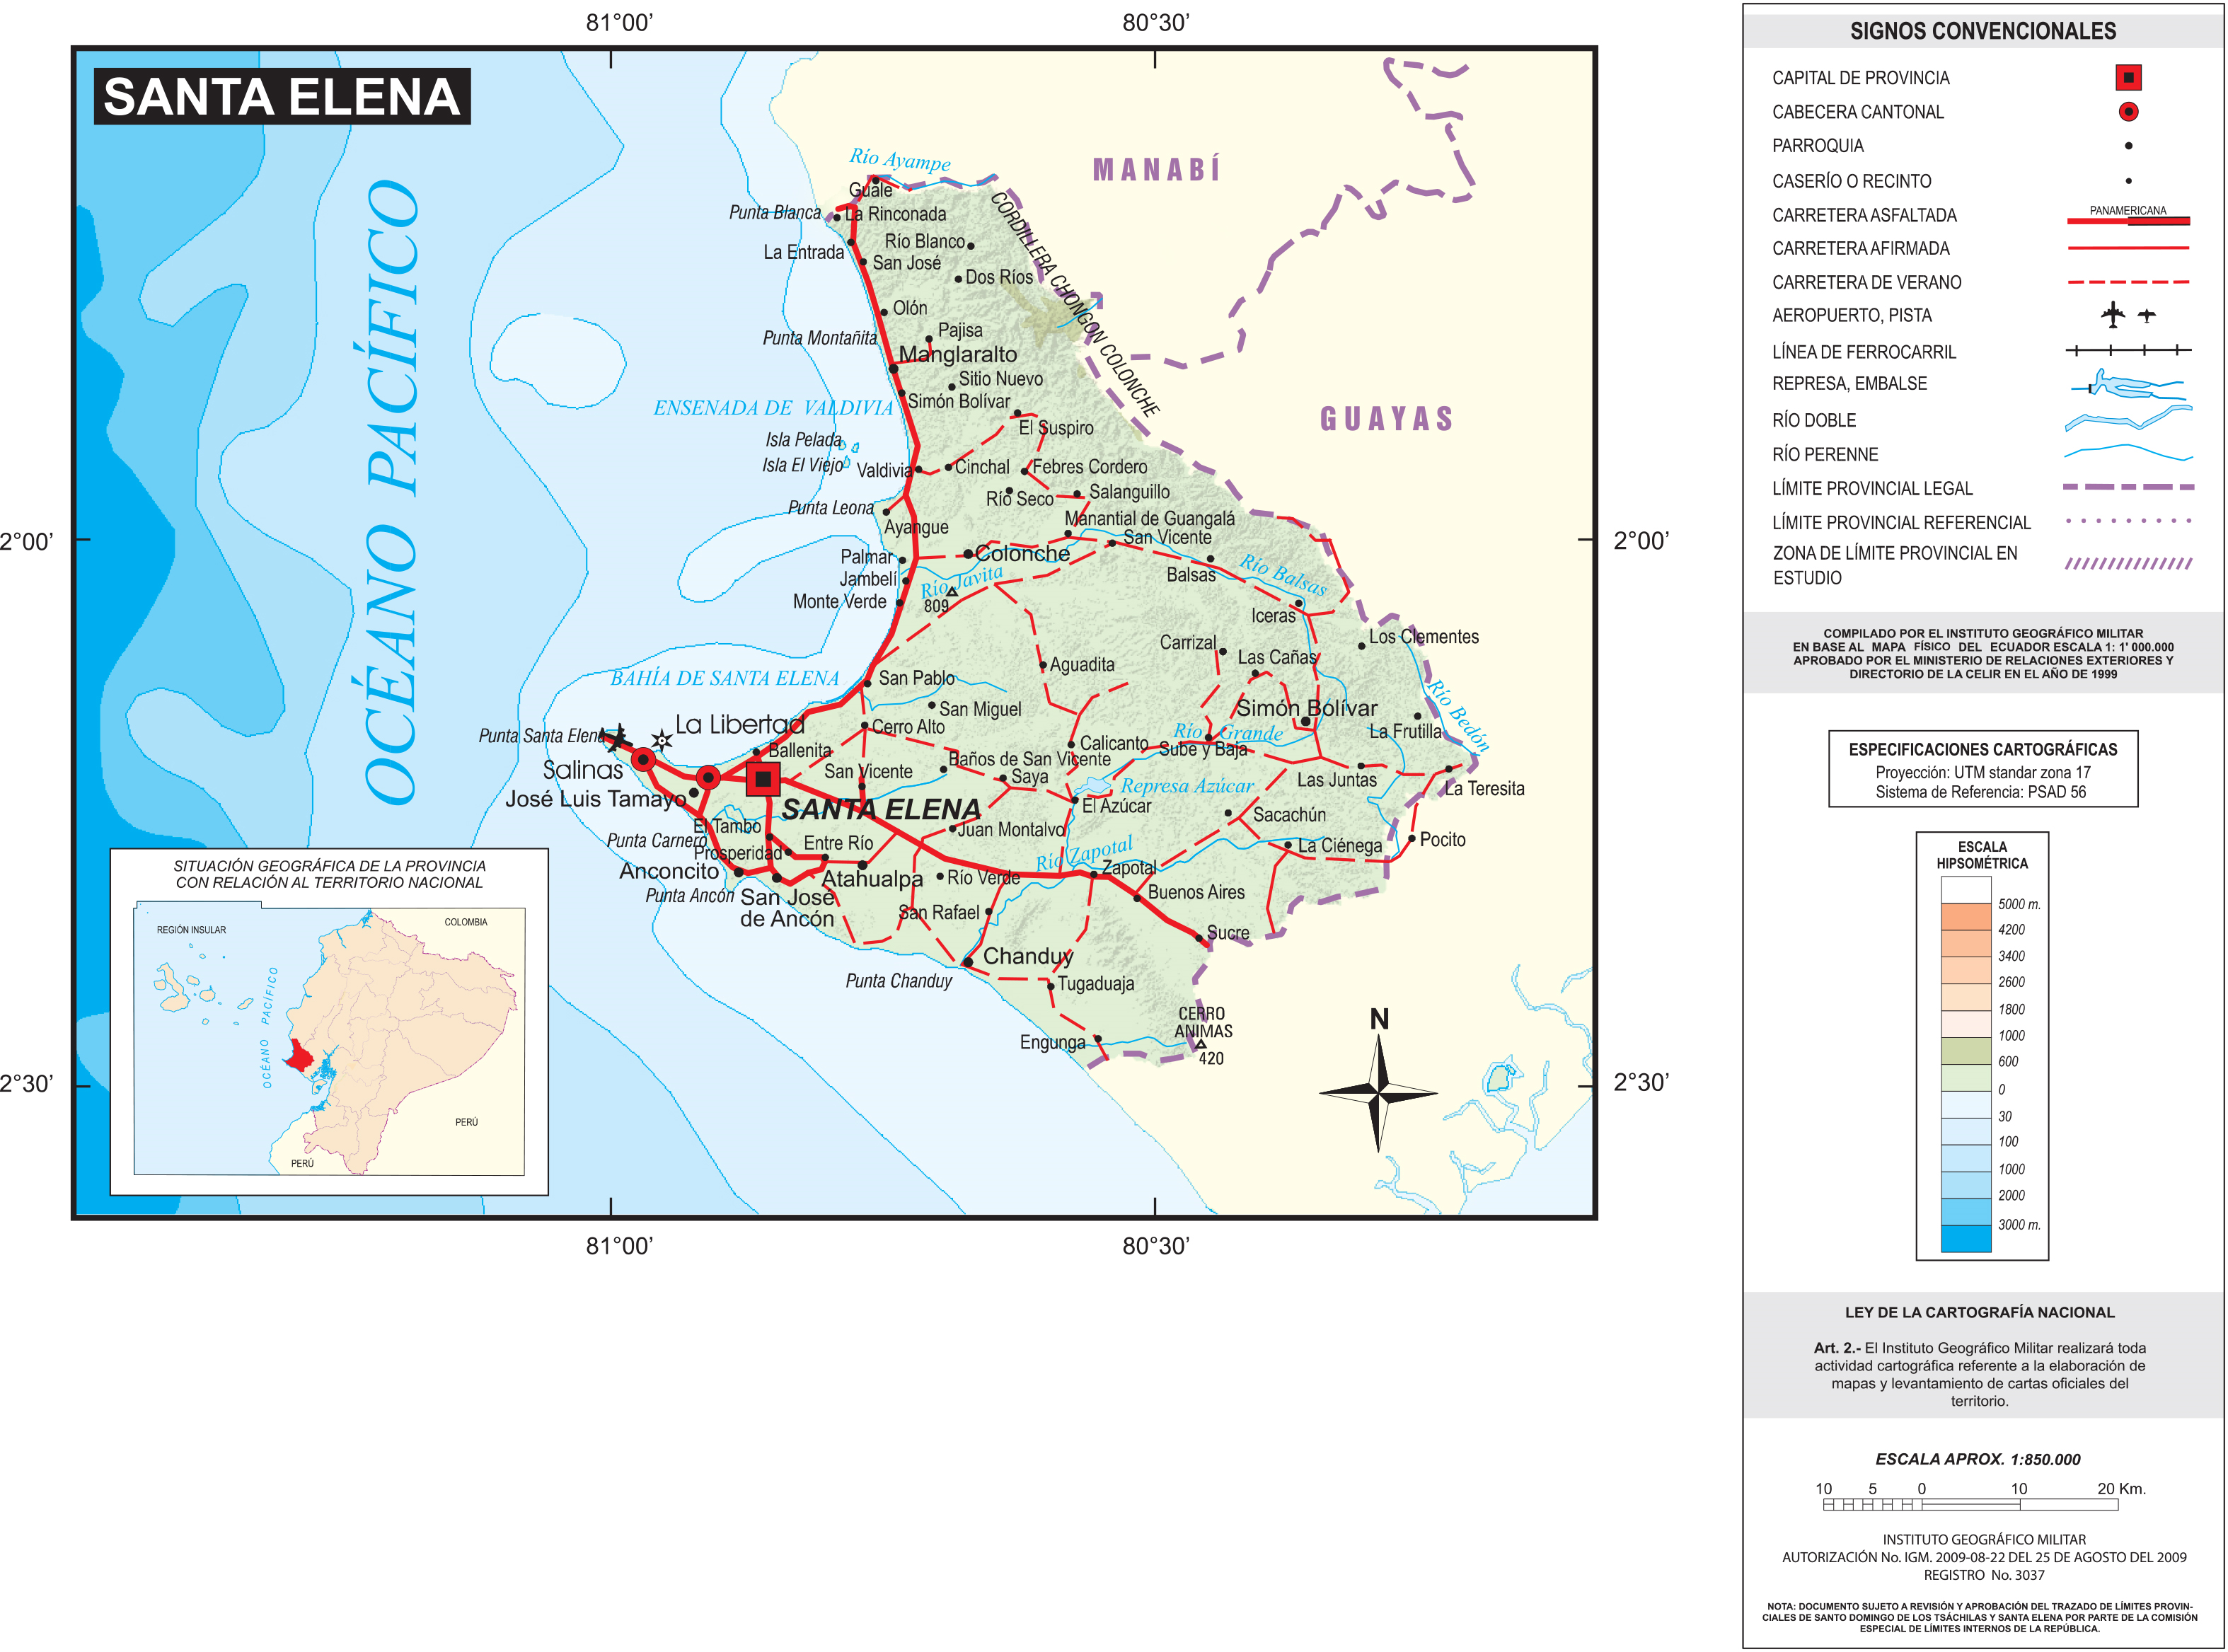 81°00’
80°30’
SANTA ELENA
OCÉANO PACÍFICO
MANABÍ
GUAYAS
Río Ayampe
Guale
Punta Blanca
La Rinconada
CORDILLERA CHONGON COLONCHE
La Entrada
Río Blanco
San José
Dos Ríos
Olón
Pajisa
Punta Montañita
Manglaralto
Sitio Nuevo
Simón Bolívar
ENSENADA DE VALDIVIA
El Suspiro
Isla Pelada
Isla El Viejo
Valdivia
Cinchal
Febres Cordero
Río Seco
Salanguillo
Punta Leona
Ayangue
Manantial de Guangalá
San Vicente
2°00’
2°00’
Palmar
Colonche
Balsas
Río Balsas
Jambelí
Río Javita
Monte Verde
809
Iceras
Carrizal
Los Clementes
Las Cañas
Aguadita
BAHÍA DE SANTA ELENA
San Pablo
Río Bedón
San Miguel
Simón Bolívar
La Libertad
Cerro Alto
La Frutilla
Punta Santa Elena
Ballenita
Calicanto
Río Grande
Sube y Baja
Baños de San Vicente
Salinas
San Vicente
Saya
Las Juntas
José Luis Tamayo
Represa Azúcar
La Teresita
SANTA ELENA
El Azúcar
Sacachún
El Tambo
Juan Montalvo
Punta Carnero
Prosperidad
Entre Río
La Ciénega
Pocito
Río Zapotal
Anconcito
Atahualpa
Río Verde
Zapotal
Punta Ancón
San José
de Ancón
Buenos Aires
San Rafael
Sucre
Chanduy
Punta Chanduy
Tugaduaja
CERRO
ANIMAS
420
Engunga
N
2°30’
2°30’
81°00’
80°30’
SITUACIÓN GEOGRÁFICA DE LA PROVINCIA
CON RELACIÓN AL TERRITORIO NACIONAL
REGIÓN INSULAR
COLOMBIA
OCÉANO PACÍFICO
PERÚ
PERÚ
SIGNOS CONVENCIONALES
CAPITAL DE PROVINCIA
CABECERA CANTONAL
PARROQUIA
CASERÍO O RECINTO
CARRETERA ASFALTADA
PANAMERICANA
CARRETERA AFIRMADA
CARRETERA DE VERANO
AEROPUERTO, PISTA
LÍNEA DE FERROCARRIL
REPRESA, EMBALSE
RÍO DOBLE
RÍO PERENNE
LÍMITE PROVINCIAL LEGAL
LÍMITE PROVINCIAL REFERENCIAL
ZONA DE LÍMITE PROVINCIAL EN
ESTUDIO
COMPILADO POR EL INSTITUTO GEOGRÁFICO MILITAR
EN BASE AL MAPA FÍSICO DEL ECUADOR ESCALA 1: 1' 000.000
APROBADO POR EL MINISTERIO DE RELACIONES EXTERIORES Y
DIRECTORIO DE LA CELIR EN EL AÑO DE 1999
ESPECIFICACIONES CARTOGRÁFICAS
Proyección: UTM standar zona 17
Sistema de Referencia: PSAD 56
ESCALA
HIPSOMÉTRICA
5000 m.
4200
3400
2600
1800
1000
600
0
30
100
1000
2000
3000 m.
LEY DE LA CARTOGRAFÍA NACIONAL
Art. 2.- El Instituto Geográfico Militar realizará toda
actividad cartográfica referente a la elaboración de
mapas y levantamiento de cartas oficiales del
territorio.
ESCALA APROX. 1:850.000
10 5 0 10 20 Km.
INSTITUTO GEOGRÁFICO MILITAR
AUTORIZACIÓN No. IGM. 2009-08-22 DEL 25 DE AGOSTO DEL 2009
REGISTRO No. 3037
NOTA: DOCUMENTO SUJETO A REVISIÓN Y APROBACIÓN DEL TRAZADO DE LÍMITES PROVIN-
CIALES DE SANTO DOMINGO DE LOS TSÁCHILAS Y SANTA ELENA POR PARTE DE LA COMISIÓN
ESPECIAL DE LÍMITES INTERNOS DE LA REPÚBLICA.